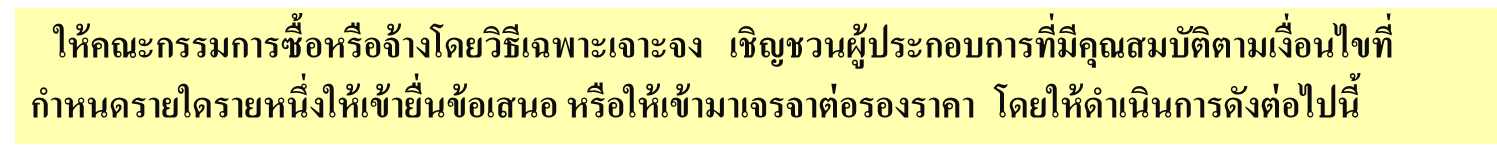 ให้คณะกรรมการซื้อหรือจ้างโดยวิธีเฉพาะเจาะจง เชิญชวนผู้ประกอบการที่มีคุณสมบัติตามเงื่อนไขที่
กำหนดรายใดรายหนึ่งให้เข้ายื่นข้อเสนอ หรือให้เข้ามาเจรจาต่อรองราคา โดยให้ดำเนินการดังต่อไปนี้